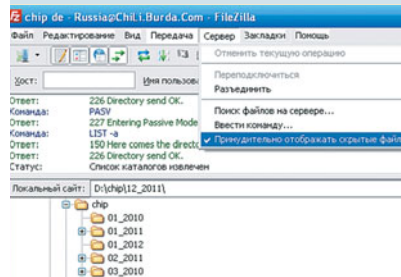 chip de - Russia@ChiLi.Burda.Com - FileZilla
Файл Редактирование Вид Передача Сервер Закладки Помощь
Отменить текущую операцию
Переподключиться
Разъединить
Поиск файлов на сервере...
Ввести команду...
Принудительно отображать скрытые файл
Хост: Имя пользова
Ответ: 226 Directory send OK.
Команда: PASV
Ответ: 227 Entering Passive Mode
Команда: LIST -a
Ответ: 150 Here comes the directo
Ответ: 226 Directory send OK.
Статус: Список каталогов извлечен
Локальный сайт: D:\chip\12_2011\
chip
01_2010
01_2011
01_2012
02_2011
03_2010